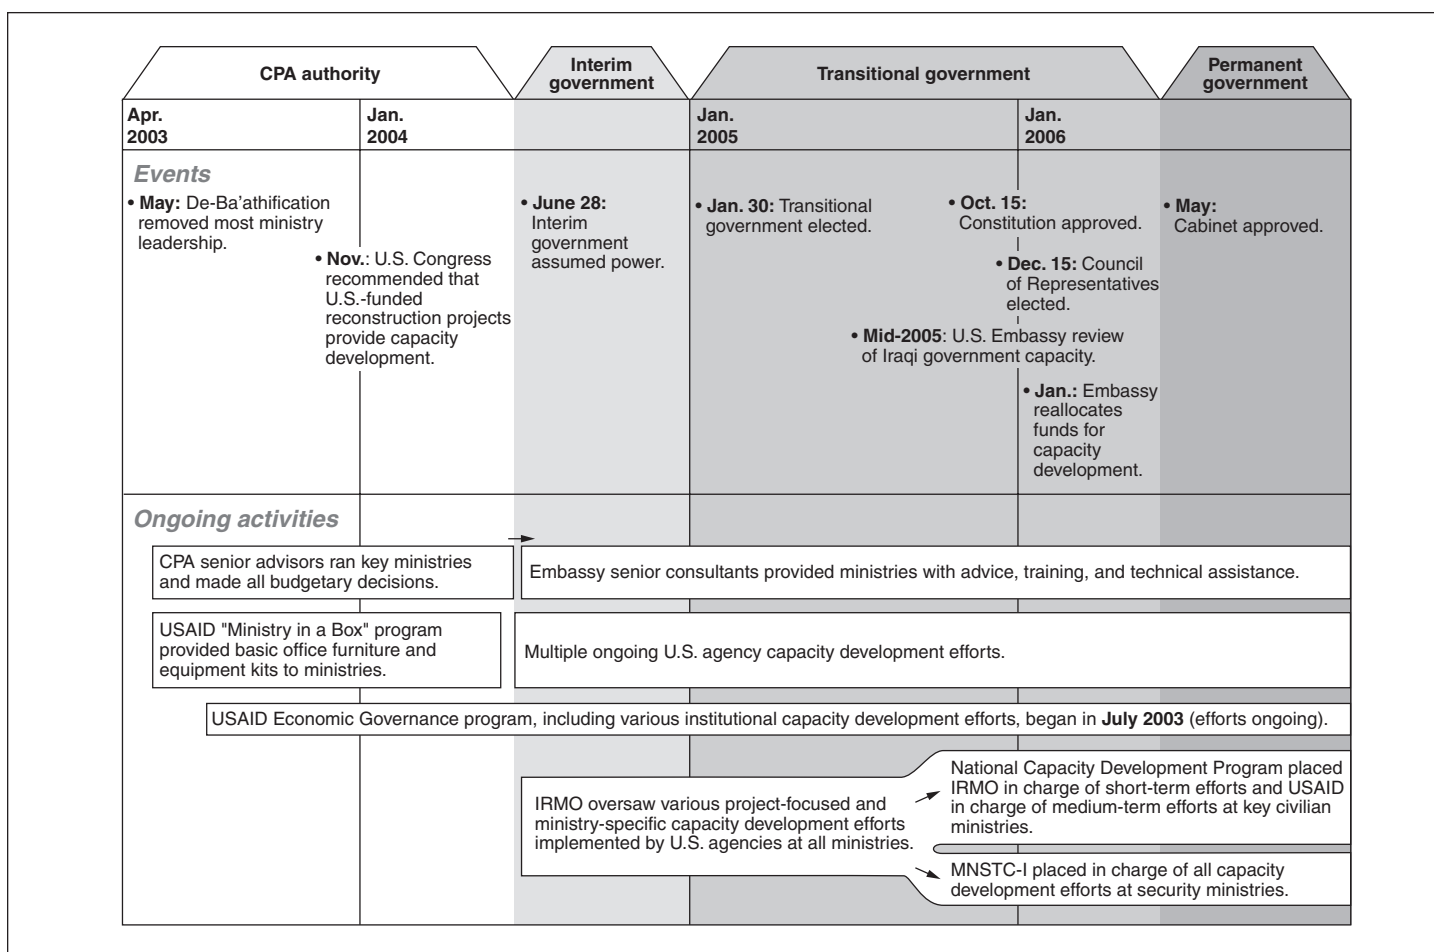 CPA authority
Interim
government
Transitional government
Permanent
government
Apr.
2003
Jan.
2004
Jan.
2005
Jan.
2006
Events
• May: De-Ba'athification
removed most ministry
leadership.
• Nov.: U.S. Congress
recommended that
U.S.-funded
reconstruction projects
provide capacity
development.
• June 28:
Interim
government
assumed power.
• Jan. 30: Transitional
government elected.
• Oct. 15:
Constitution approved.
• Dec. 15: Council
of Representatives
elected.
• Mid-2005: U.S. Embassy review
of Iraqi government capacity.
• Jan.: Embassy
reallocates
funds for
capacity
development.
• May:
Cabinet approved.
Ongoing activities
CPA senior advisors ran key ministries
and made all budgetary decisions.
Embassy senior consultants provided ministries with advice, training, and technical assistance.
USAID "Ministry in a Box" program
provided basic office furniture and
equipment kits to ministries.
Multiple ongoing U.S. agency capacity development efforts.
USAID Economic Governance program, including various institutional capacity development efforts, began in July 2003 (efforts ongoing).
IRMO oversaw various project-focused and
ministry-specific capacity development efforts
implemented by U.S. agencies at all ministries.
National Capacity Development Program placed
IRMO in charge of short-term efforts and USAID
in charge of medium-term efforts at key civilian
ministries.
MNSTC-I placed in charge of all capacity
development efforts at security ministries.